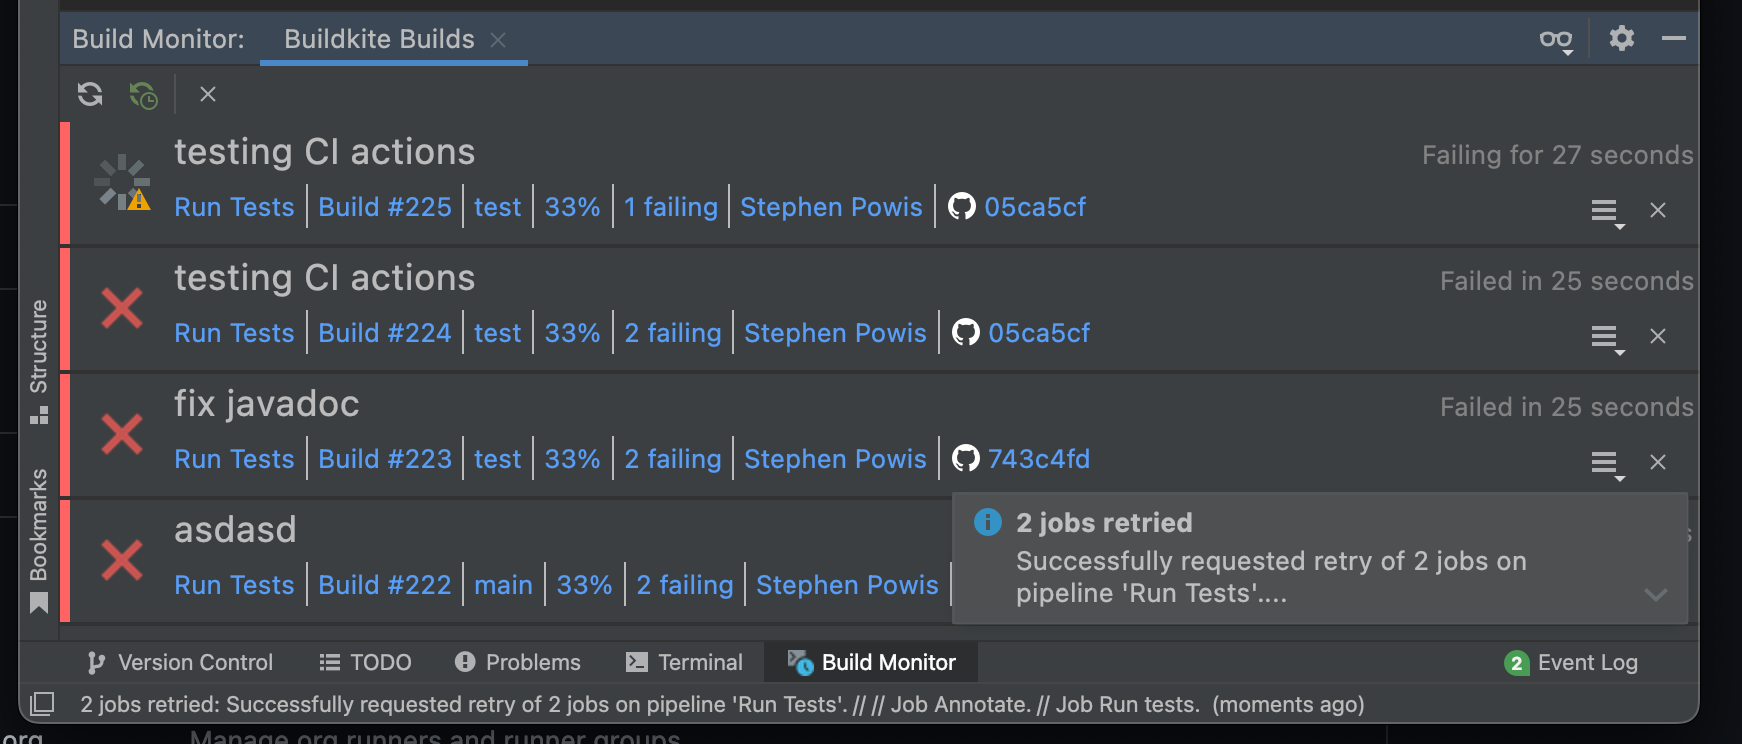 Build Monitor: Buildkite Builds
testing CI actions
Failing for 27 seconds
Run Tests Build #225 test 33% 1 failing Stephen Powis 05ca5cf
testing CI actions
Failed in 25 seconds
Run Tests Build #224 test 33% 2 failing Stephen Powis 05ca5cf
fix javadoc
Failed in 25 seconds
Run Tests Build #223 test 33% 2 failing Stephen Powis 743c4fd
asdasd
Run Tests Build #222 main 33% 2 failing Stephen Powis
2 jobs retried
Successfully requested retry of 2 jobs on
pipeline 'Run Tests'....
Structure
Bookmarks
Version Control TODO Problems Terminal Build Monitor 2 Event Log
2 jobs retried: Successfully requested retry of 2 jobs on pipeline 'Run Tests'. // // Job Annotate. // Job Run tests. (moments ago)
org Manage org runners and runner groups